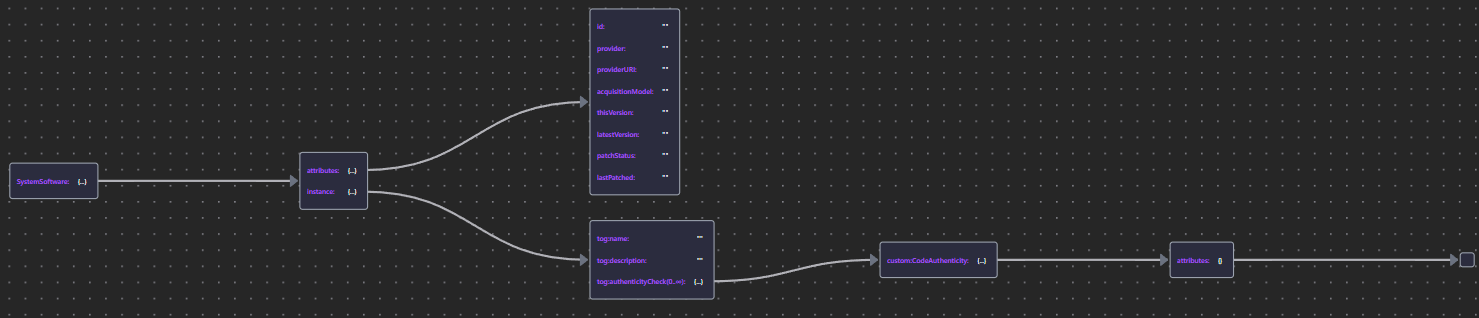 SystemSoftware: {...}
attributes: {...}
instance: {...}
id: ""
provider: ""
providerURI: ""
acquisitionModel: ""
thisVersion: ""
latestVersion: ""
patchStatus: ""
lastPatched: ""
tog:name: ""
tog:description: ""
tog:authenticityCheck(0..∞): {...}
custom:CodeAuthenticity: {...}
attributes: {}